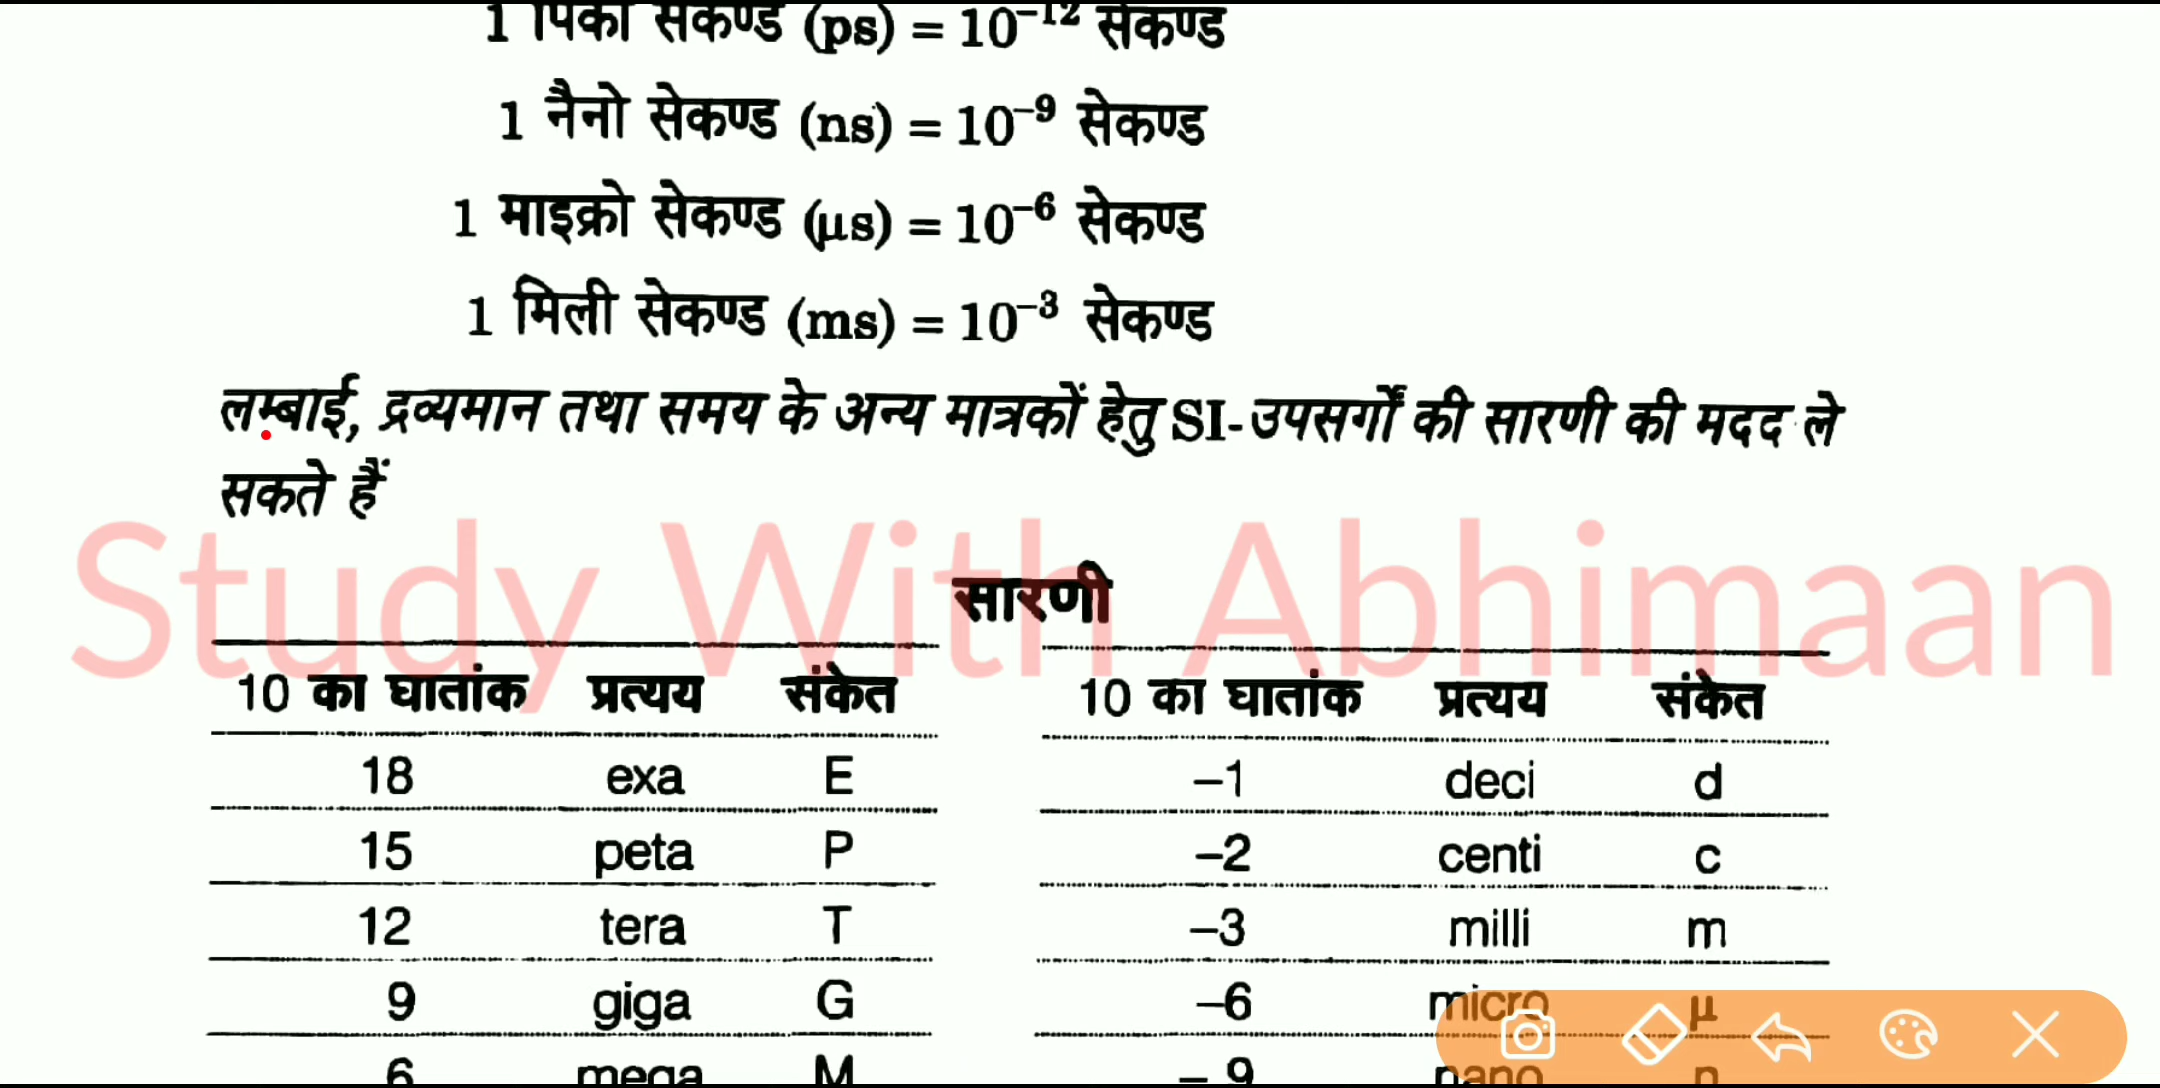 1 पिको सेकण्ड (ps) = 10⁻¹² सेकण्ड
1 नैनो सेकण्ड (ns) = 10⁻⁹ सेकण्ड
1 माइक्रो सेकण्ड (μs) = 10⁻⁶ सेकण्ड
1 मिली सेकण्ड (ms) = 10⁻³ सेकण्ड
लम्बाई, द्रव्यमान तथा समय के अन्य मात्रकों हेतु SI-उपसर्गों की सारणी की मदद ले
सकते हैं
Study With Abhimaan
सारणी
10 का घातांक प्रत्यय संकेत 10 का घातांक प्रत्यय संकेत
18 exa E –1 deci d
15 peta P –2 centi c
12 tera T –3 milli m
9 giga G –6 micro μ
6 mega M – 9 nano n